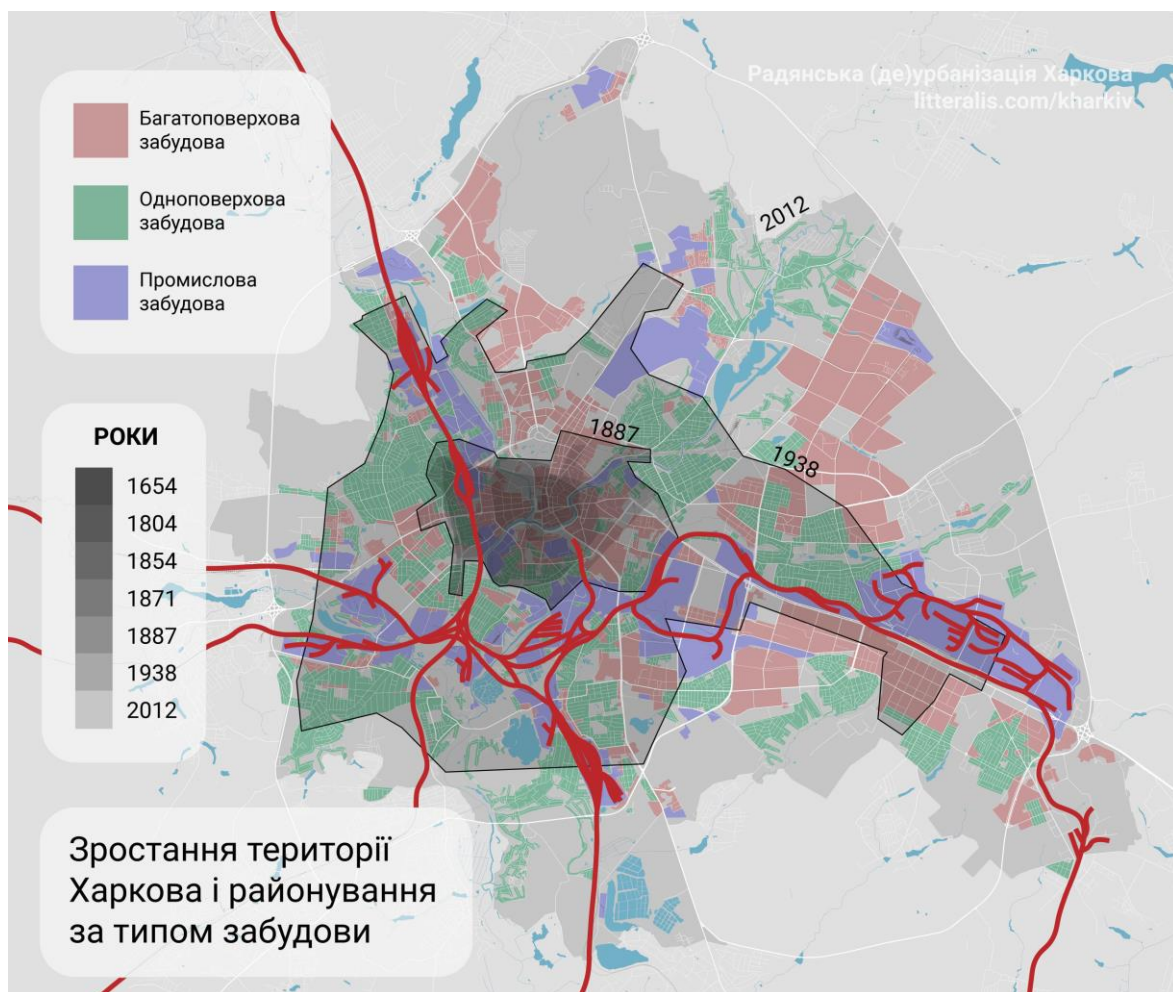 Радянська (де)урбанізація Харкова
litteralis.com/kharkiv
Багатоповерхова
забудова
Одноповерхова
забудова
Промислова
забудова
2012
1887
1938
РОКИ
1654
1804
1854
1871
1887
1938
2012
Зростання території
Харкова і районування
за типом забудови